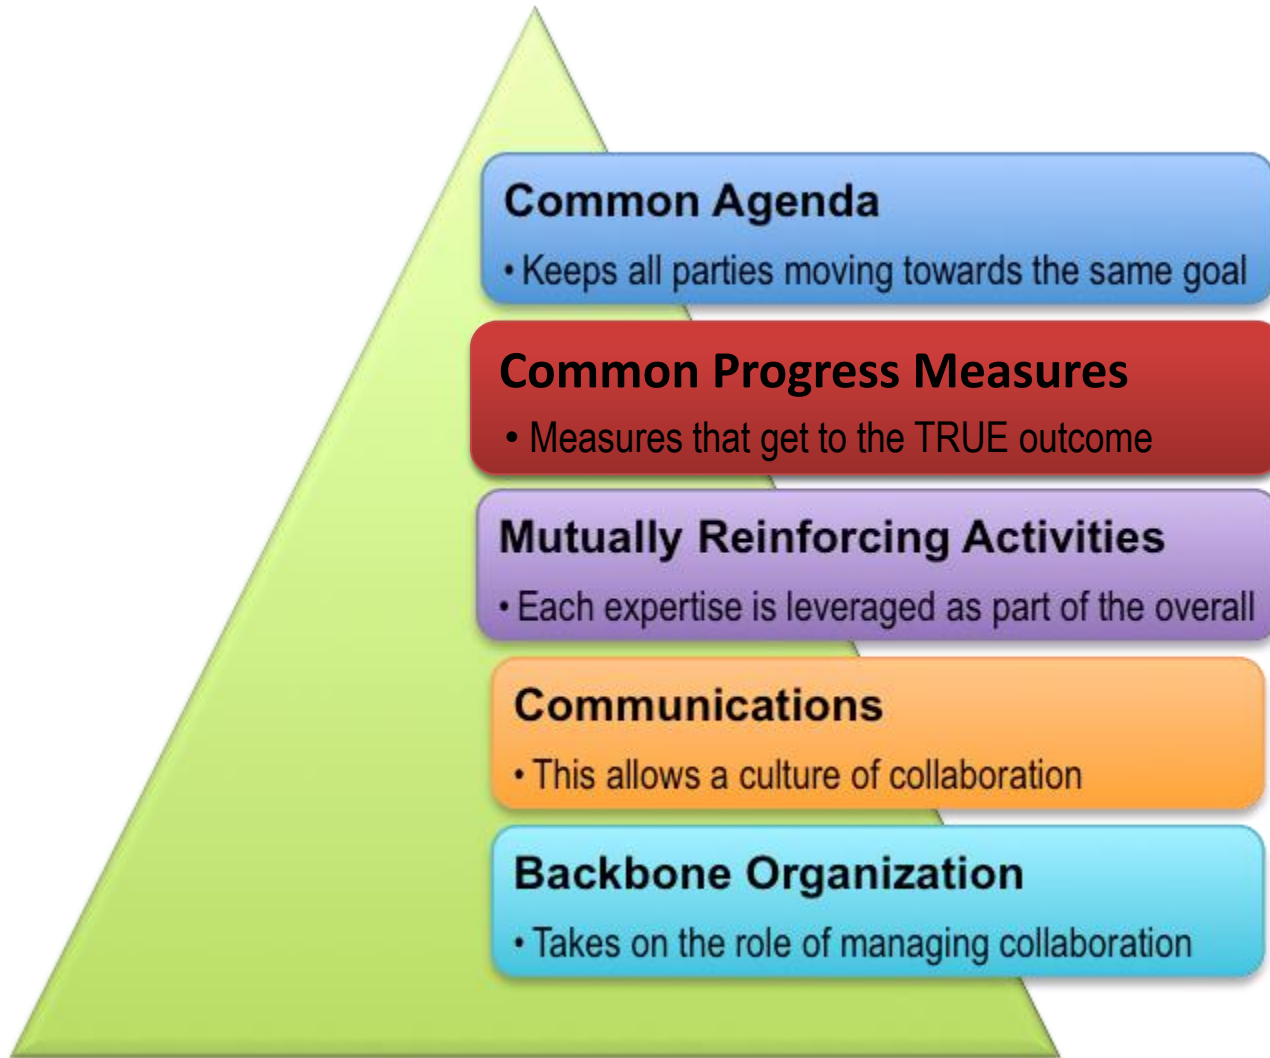 Common Agenda
• Keeps all parties moving towards the same goal
Common Progress Measures
• Measures that get to the TRUE outcome
Mutually Reinforcing Activities
• Each expertise is leveraged as part of the overall
Communications
• This allows a culture of collaboration
Backbone Organization
• Takes on the role of managing collaboration